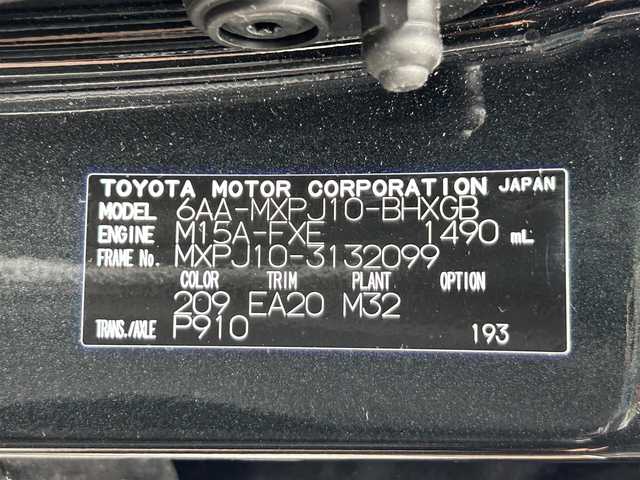 TOYOTA MOTOR CORPORATION JAPAN
MODEL 6AA-MXPJ10-BHXGB
ENGINE M15A-FXE 1490 mL
FRAME No. MXPJ10-3132099
COLOR TRIM PLANT OPTION
209 EA20 M32
TRANS./AXLE P910 193